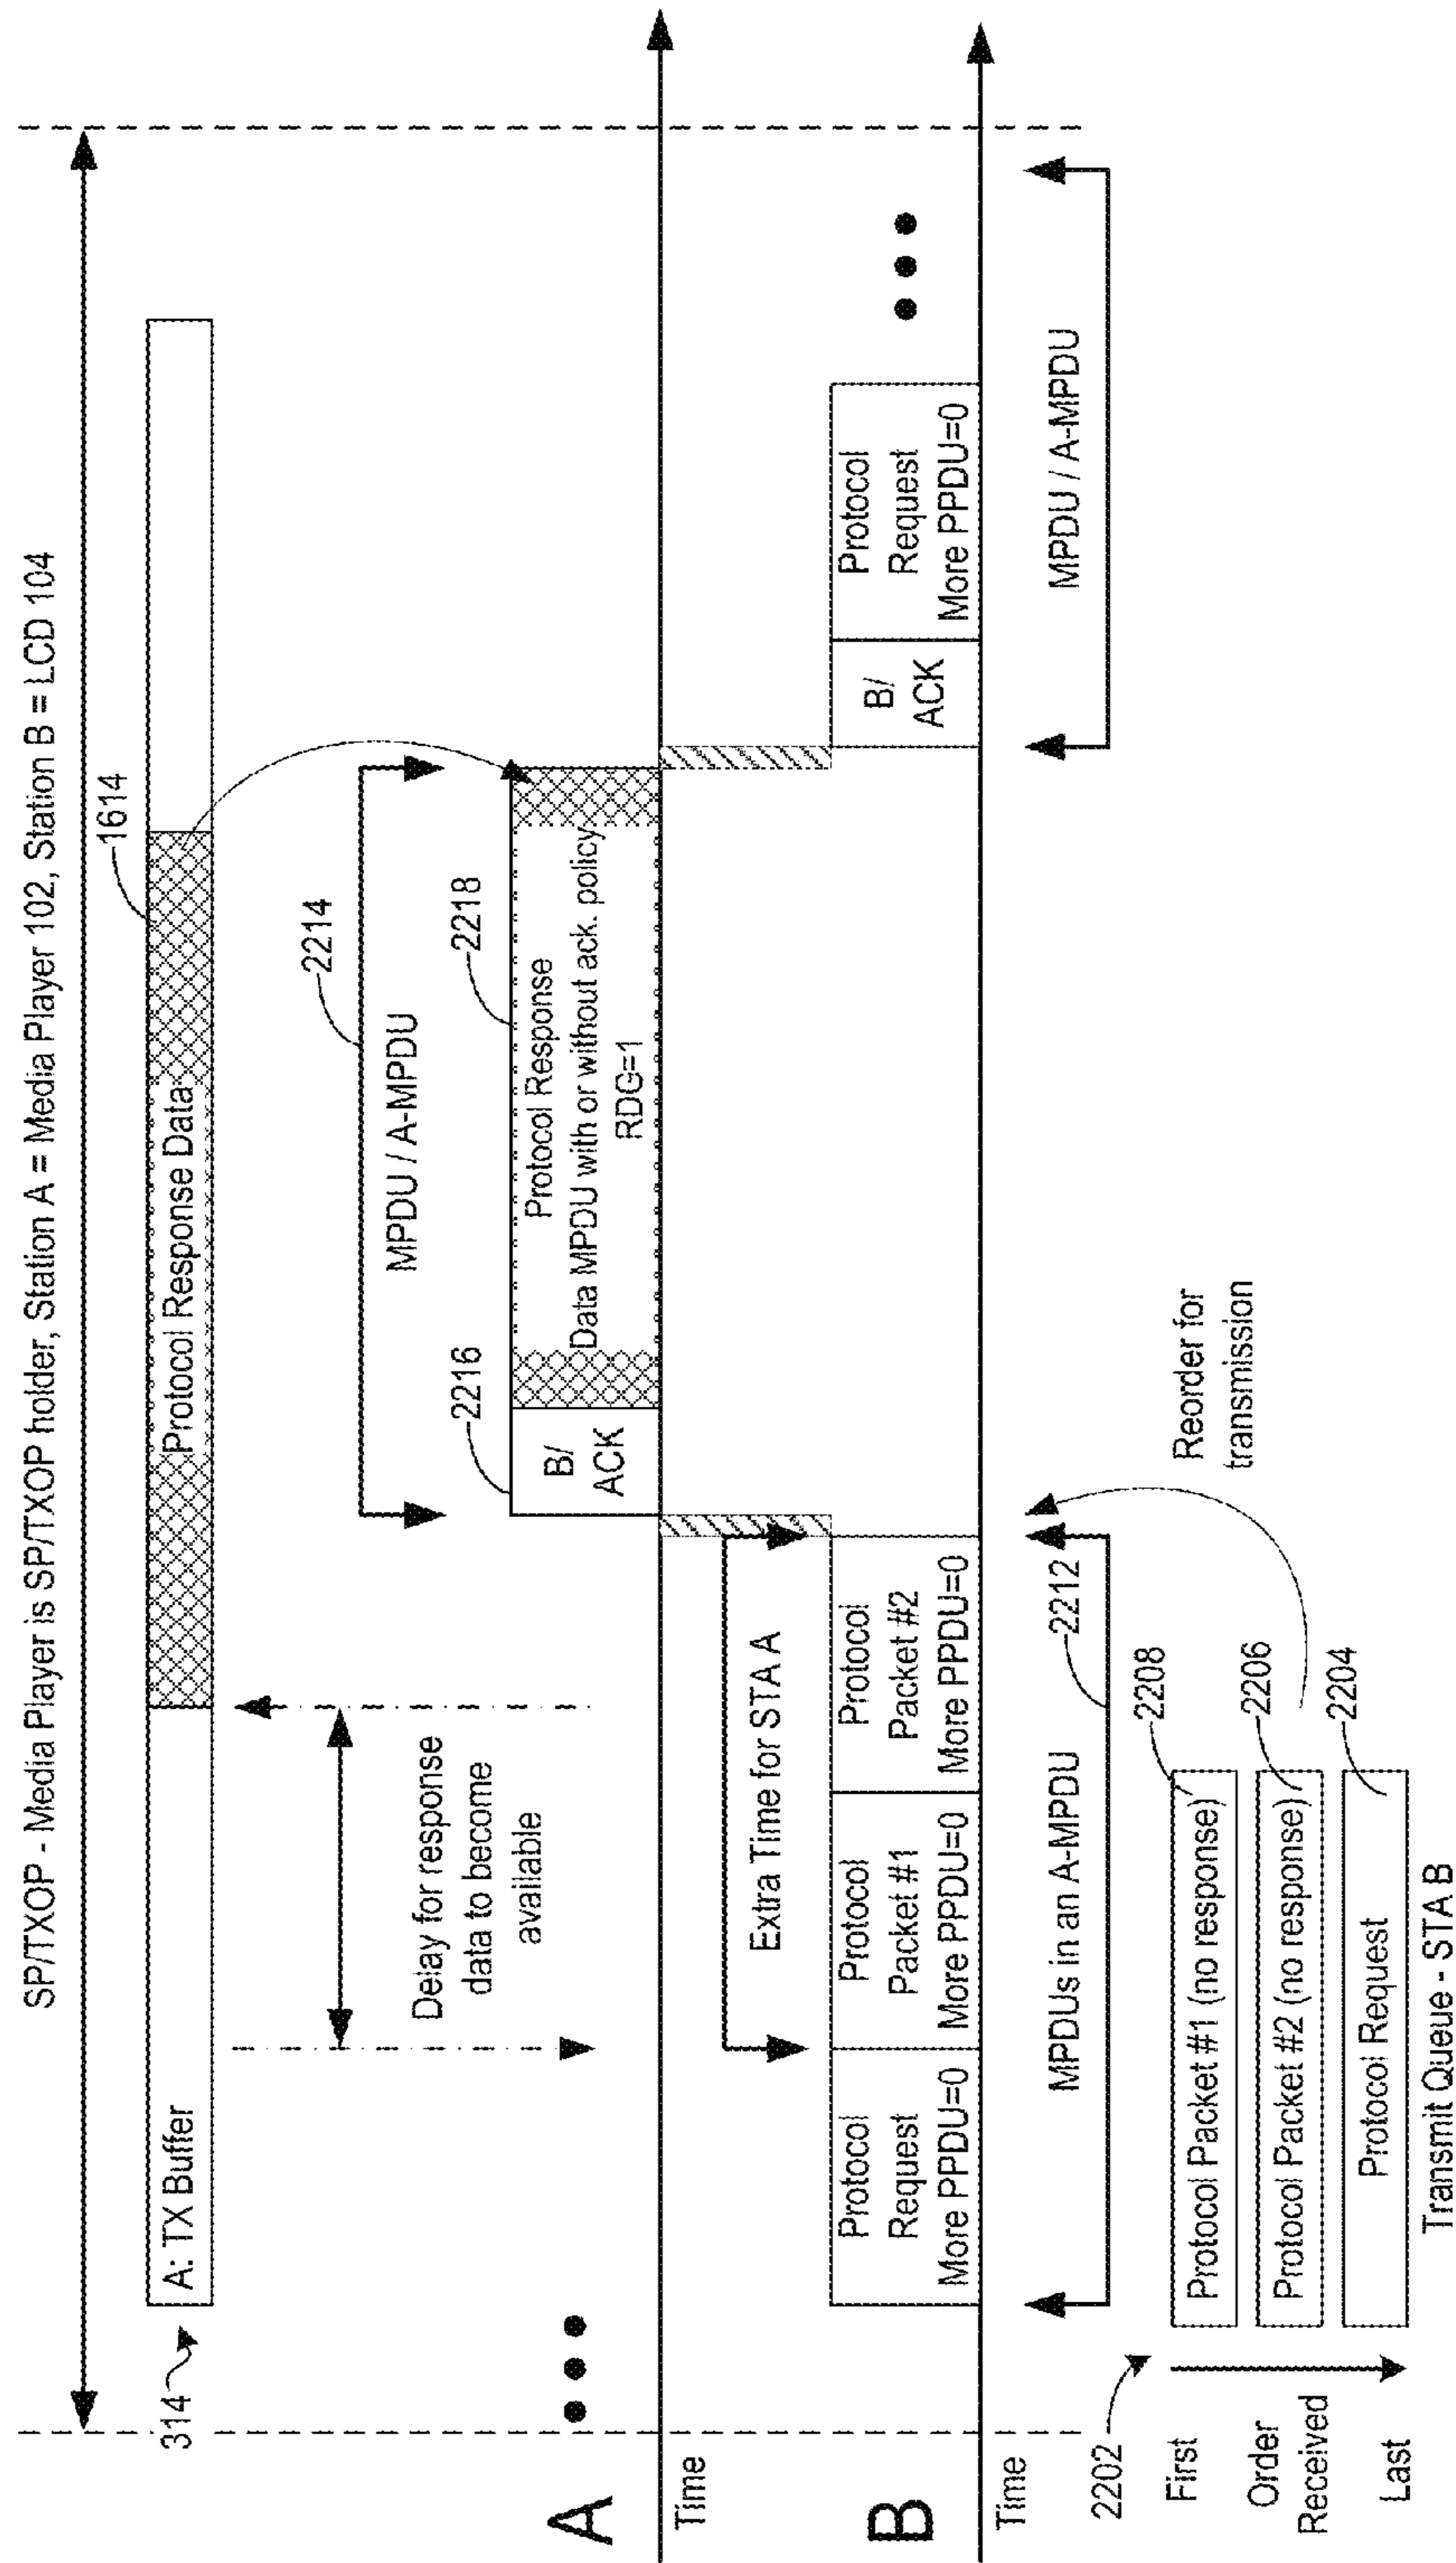 SP/TXOP - Media Player is SP/TXOP holder, Station A = Media Player 102, Station B = LCD 104
314
A: TX Buffer
Protocol Response Data
1614
Delay for response
data to become
available
2214
MPDU / A-MPDU
2216
2218
A
B/
ACK
Protocol Response
Data MPDU with or without ack. policy
RDG=1
Time
Extra Time for STA A
B
Protocol
Request
More PPDU=0
Protocol
Packet #1
More PPDU=0
Protocol
Packet #2
More PPDU=0
B/
ACK
Protocol
Request
More PPDU=0
Time
MPDUs in an A-MPDU
2212
MPDU / A-MPDU
2202
First
Order
Received
Last
Protocol Packet #1 (no response)
2208
Protocol Packet #2 (no response)
2206
Protocol Request
2204
Reorder for
transmission
Transmit Queue - STA B